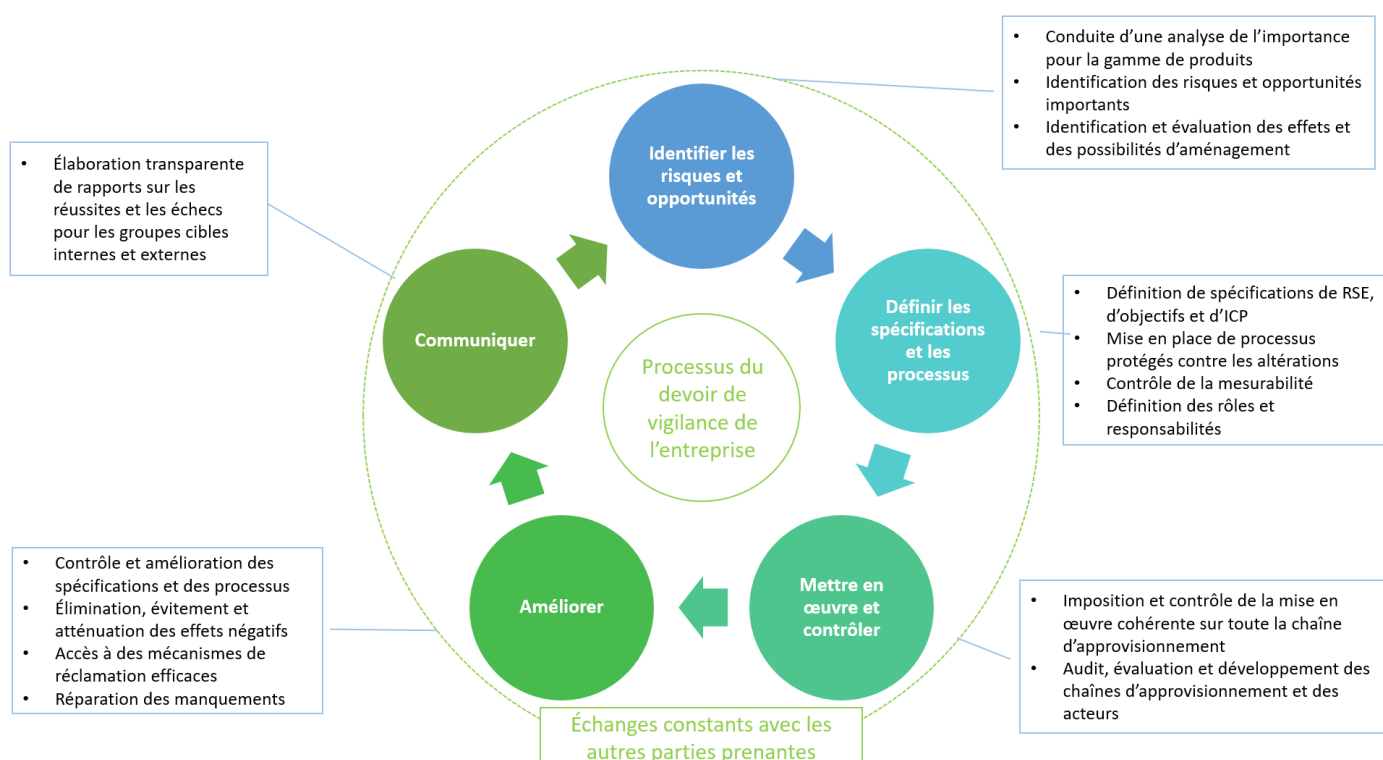 • Conduite d’une analyse de l’importance
pour la gamme de produits
• Identification des risques et opportunités
importants
• Identification et évaluation des effets et
des possibilités d’aménagement
Identifier les
risques et
opportunités
• Élaboration transparente
de rapports sur les
réussites et les échecs
pour les groupes cibles
internes et externes
Communiquer
Définir les
spécifications
et les
processus
• Définition de spécifications de RSE,
d’objectifs et d’ICP
• Mise en place de processus
protégés contre les altérations
• Contrôle de la mesurabilité
• Définition des rôles et
responsabilités
Processus du
devoir de
vigilance de
l’entreprise
• Contrôle et amélioration des
spécifications et des processus
• Élimination, évitement et
atténuation des effets négatifs
• Accès à des mécanismes de
réclamation efficaces
• Réparation des manquements
Améliorer
Mettre en
œuvre et
contrôler
• Imposition et contrôle de la mise en
œuvre cohérente sur toute la chaîne
d’approvisionnement
• Audit, évaluation et développement des
chaînes d’approvisionnement et des
acteurs
Échanges constants avec les
autres parties prenantes